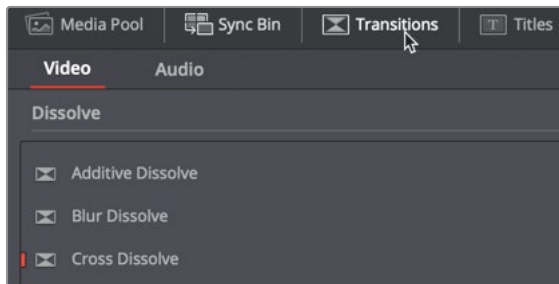 Media Pool Sync Bin Transitions Titles
Video Audio
Dissolve
Additive Dissolve
Blur Dissolve
Cross Dissolve